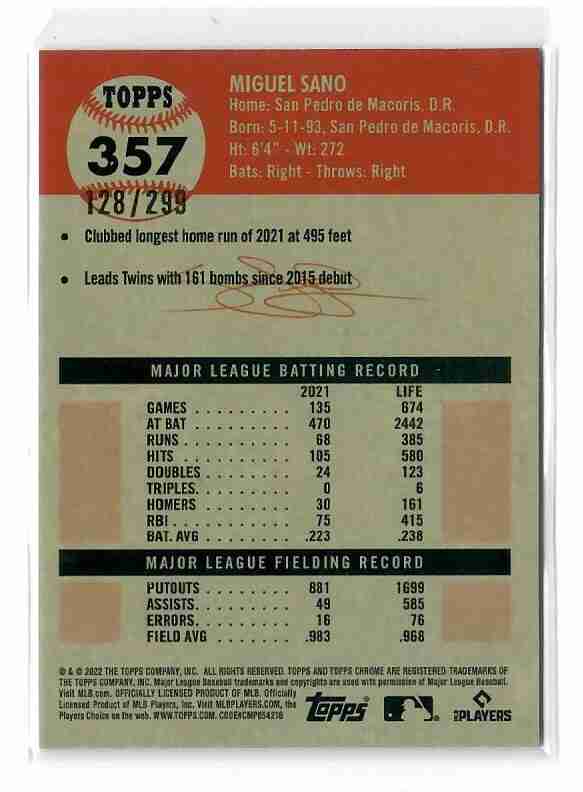 TOPPS
357
128/299
MIGUEL SANO
Home: San Pedro de Macoris, D.R.
Born: 5-11-93, San Pedro de Macoris, D.R.
Ht: 6'4" - Wt: 272
Bats: Right - Throws: Right
• Clubbed longest home run of 2021 at 495 feet
• Leads Twins with 161 bombs since 2015 debut
MAJOR LEAGUE BATTING RECORD
2021 LIFE
GAMES . . . . . . . . . 135 674
AT BAT . . . . . . . . . 470 2442
RUNS . . . . . . . . . 68 385
HITS . . . . . . . . . 105 580
DOUBLES . . . . . . . . . 24 123
TRIPLES. . . . . . . . . 0 6
HOMERS . . . . . . . . . 30 161
RBI . . . . . . . . . 75 415
BAT. AVG . . . . . . . . . .223 .238
MAJOR LEAGUE FIELDING RECORD
PUTOUTS . . . . . . . . . 881 1699
ASSISTS. . . . . . . . . 49 585
ERRORS . . . . . . . . . 16 76
FIELD AVG . . . . . . . . . .983 .968
® & © 2022 THE TOPPS COMPANY, INC. ALL RIGHTS RESERVED. TOPPS AND TOPPS CHROME ARE REGISTERED TRADEMARKS OF
THE TOPPS COMPANY, INC. Major League Baseball trademarks and copyrights are used with permission of Major League Baseball.
Visit MLB.com. OFFICIALLY LICENSED PRODUCT OF MLB. Officially
Licensed Product of MLB Players, Inc. Visit MLBPLAYERS.com, the
Players Choice on the web. WWW.TOPPS.COM. CODE#CMP054216
topps
MLB PLAYERS